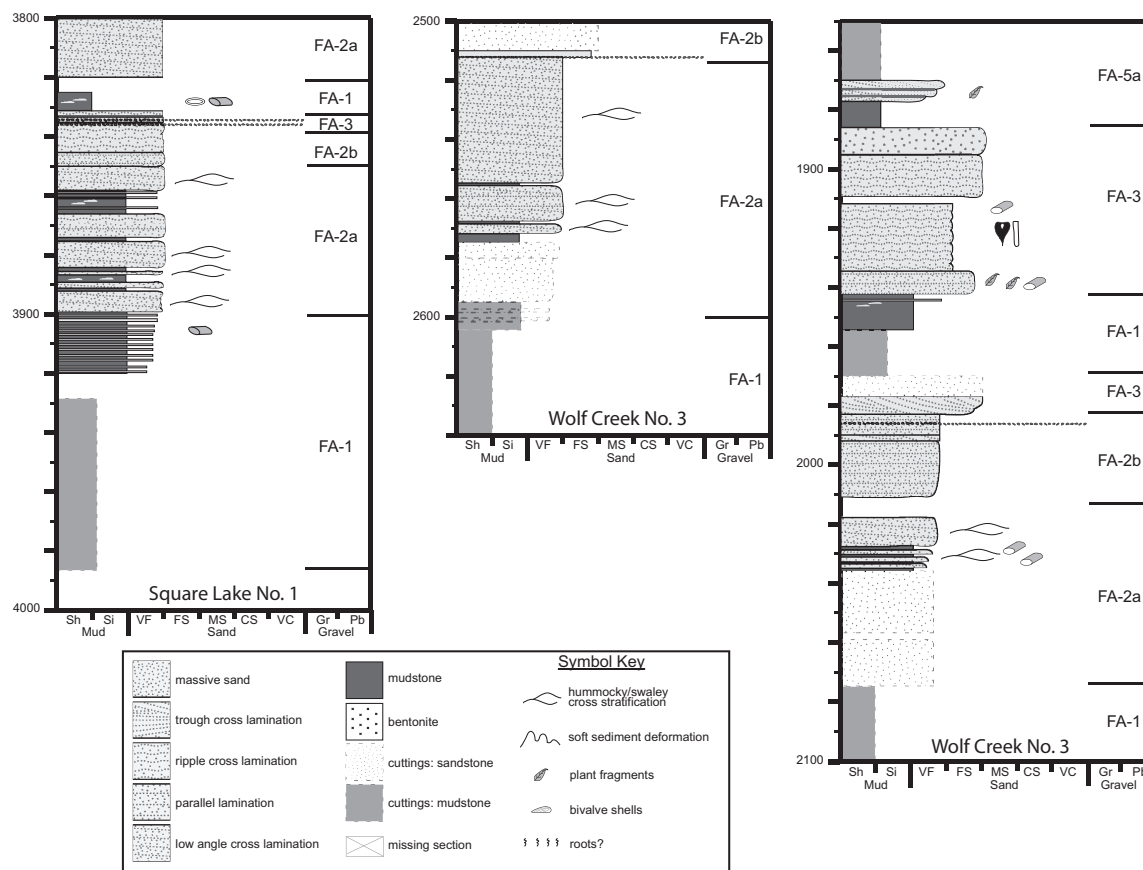 3800
3900
4000
FA-2a
FA-1
FA-3
FA-2b
FA-2a
FA-1
Square Lake No. 1
Sh Si VF FS MS CS VC Gr Pb
Mud Sand Gravel
2500
2600
FA-2b
FA-2a
FA-1
Wolf Creek No. 3
Sh Si VF FS MS CS VC Gr Pb
Mud Sand Gravel
1900
2000
2100
FA-5a
FA-3
FA-1
FA-3
FA-2b
FA-2a
FA-1
Wolf Creek No. 3
Sh Si VF FS MS CS VC Gr Pb
Mud Sand Gravel
massive sand
trough cross lamination
ripple cross lamination
parallel lamination
low angle cross lamination
mudstone
bentonite
cuttings: sandstone
cuttings: mudstone
missing section
Symbol Key
hummocky/swaley
cross stratification
soft sediment deformation
plant fragments
bivalve shells
roots?